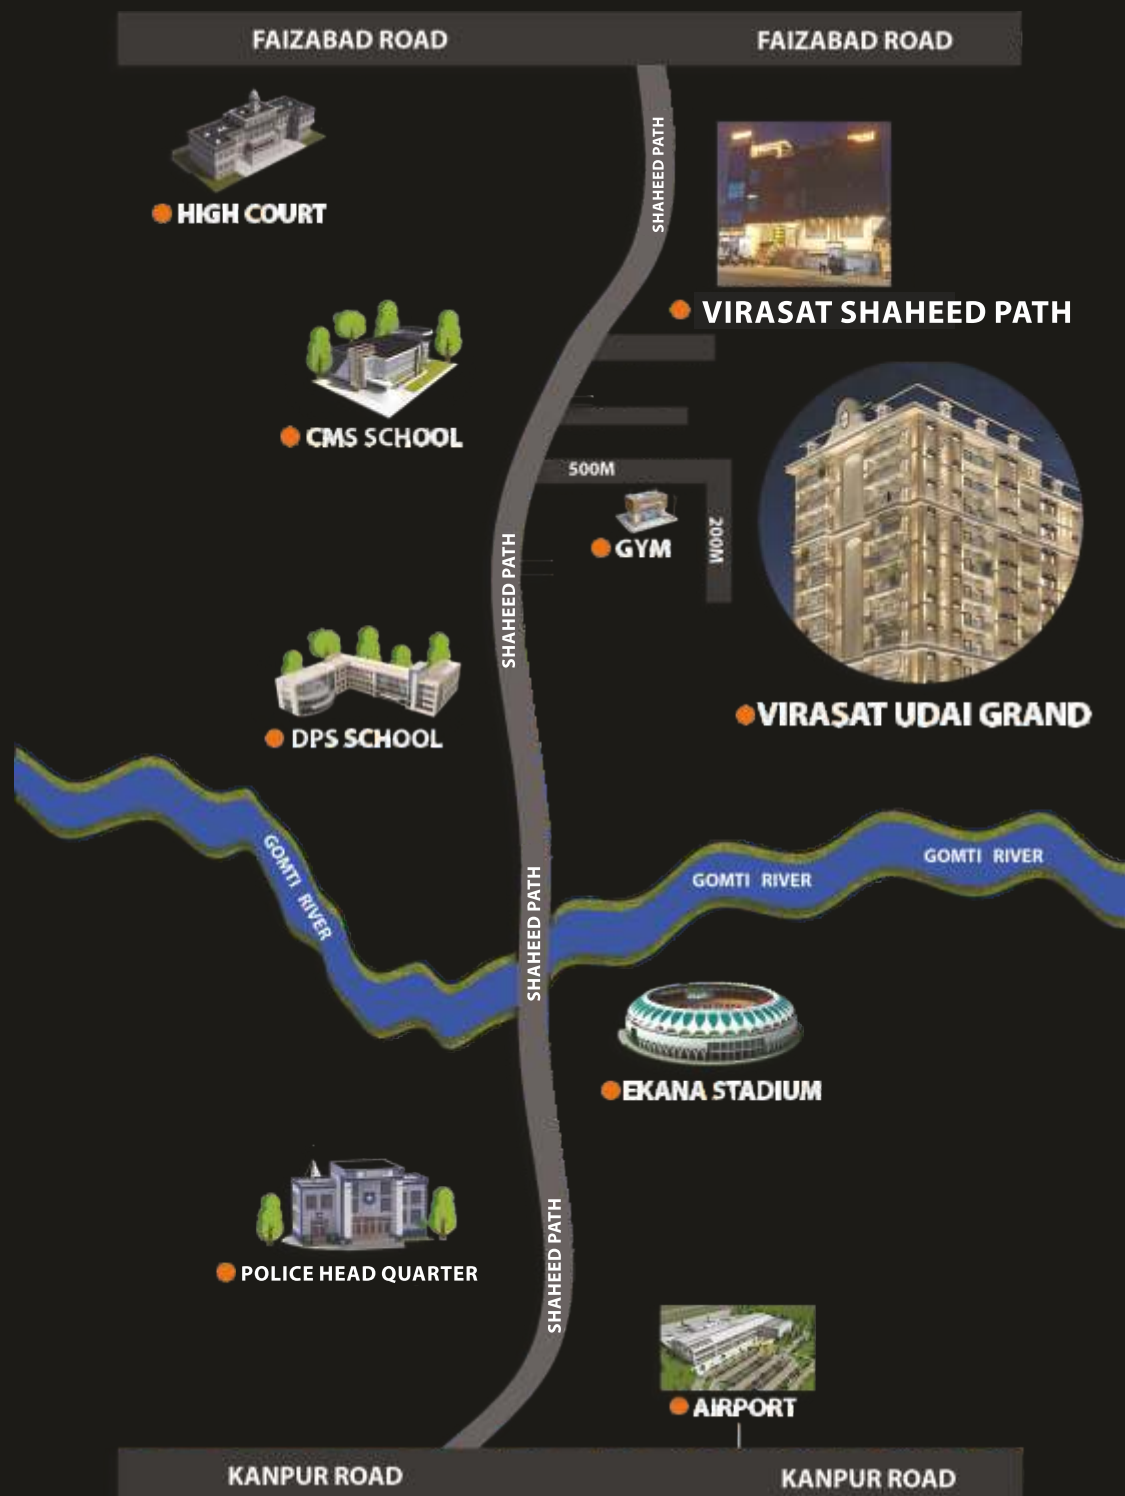 FAIZABAD ROAD
FAIZABAD ROAD
SHAHEED PATH
HIGH COURT
VIRASAT SHAHEED PATH
CMS SCHOOL
500M
200M
GYM
SHAHEED PATH
VIRASAT UDAI GRAND
DPS SCHOOL
GOMTI RIVER
GOMTI RIVER
GOMTI RIVER
SHAHEED PATH
EKANA STADIUM
POLICE HEAD QUARTER
SHAHEED PATH
AIRPORT
KANPUR ROAD
KANPUR ROAD